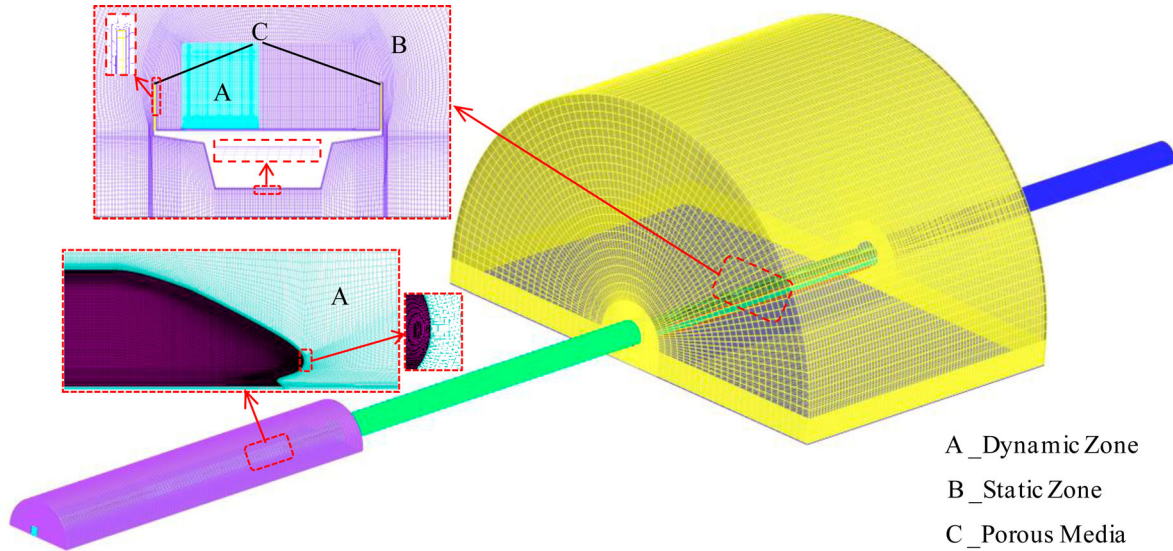 C
B
A
A
A _Dynamic Zone
B _Static Zone
C _Porous Media